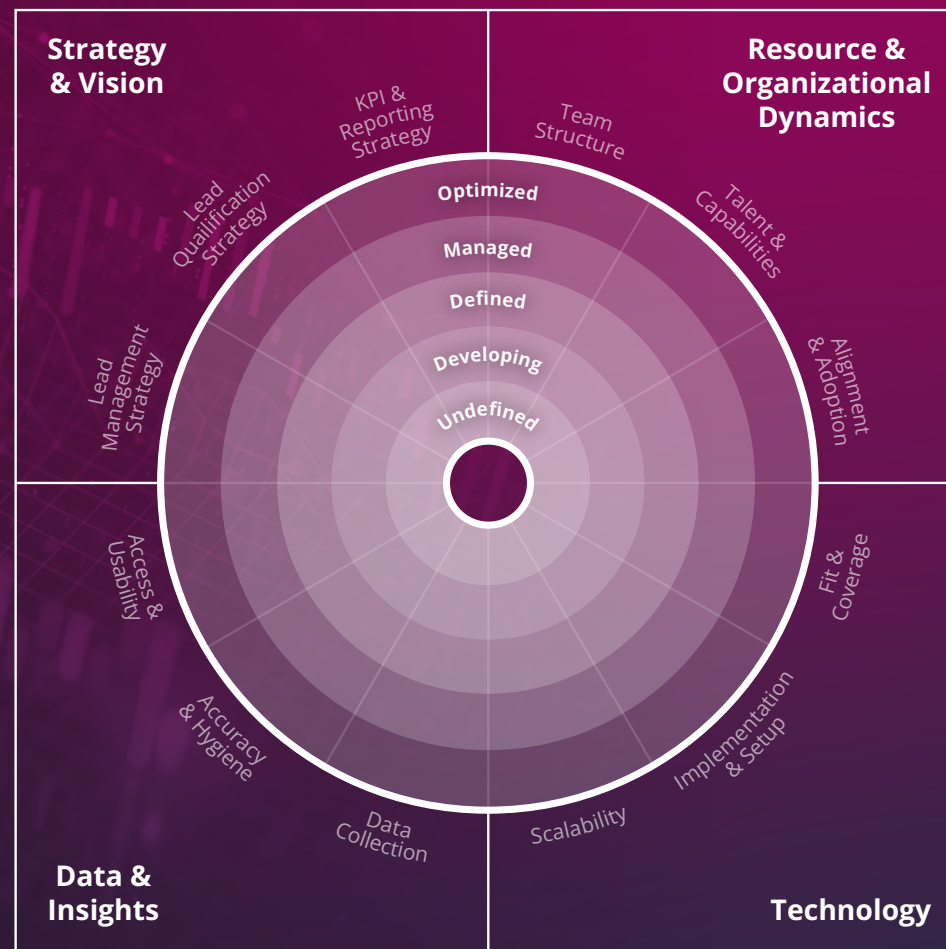 Strategy
& Vision
Resource &
Organizational
Dynamics
KPI &
Reporting
Strategy
Team
Structure
Lead
Quailification
Strategy
Talent &
Capabilities
Lead
Management
Strategy
Alignment
& Adoption
Optimized
Managed
Defined
Developing
Undefined
Access &
Usability
Fit &
Coverage
Accuracy
& Hygiene
Implementation
& Setup
Data
Collection
Scalability
Data &
Insights
Technology